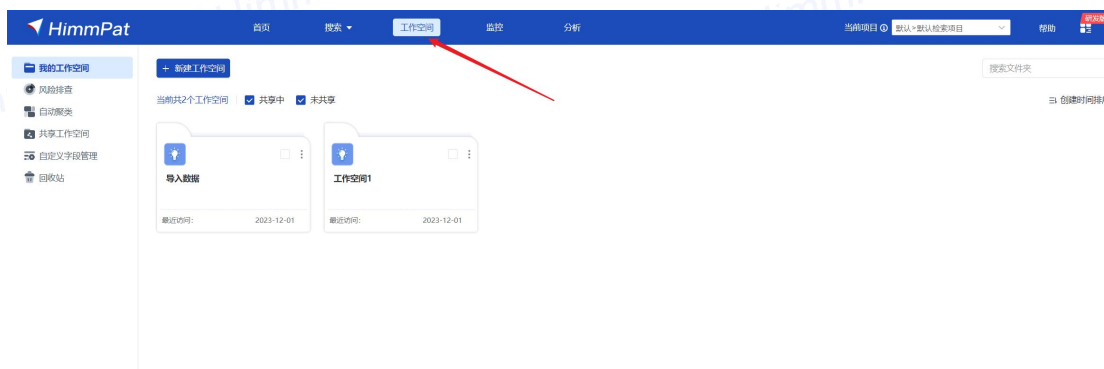 HimmPat 首页 搜索 工作空间 监控 分析 当前项目 默认>默认检索项目 帮助 研发版
我的工作空间
风险排查
自动聚类
共享工作空间
自定义字段管理
回收站
+ 新建工作空间 搜索文件夹
当前共2个工作空间 共享中 未共享 创建时间排序
导入数据
最近访问: 2023-12-01
工作空间1
最近访问: 2023-12-01